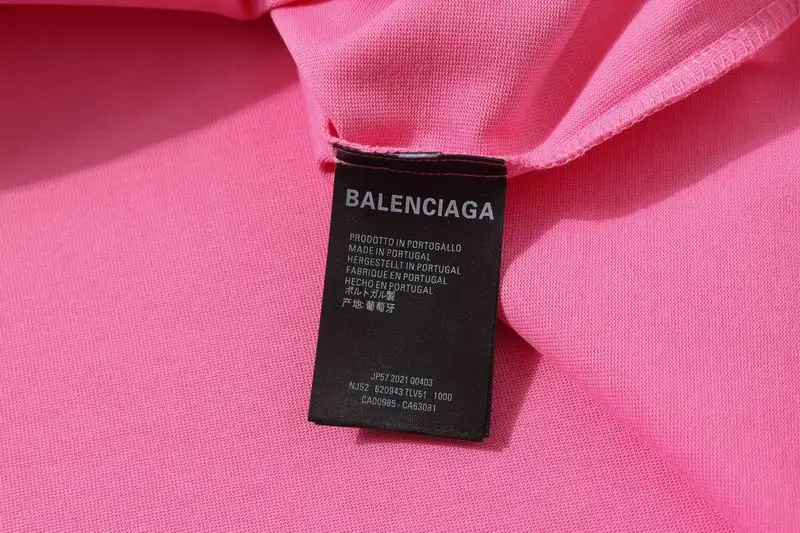 BALENCIAGA
PRODOTTO IN PORTOGALLO
MADE IN PORTUGAL
HERGESTELLT IN PORTUGAL
FABRIQUE EN PORTUGAL
HECHO EN PORTUGAL
ポルトガル製
产地:葡萄牙
JP57 2021 00403
NJ52 620943 TLV51 1000
CA00985 - CA63081